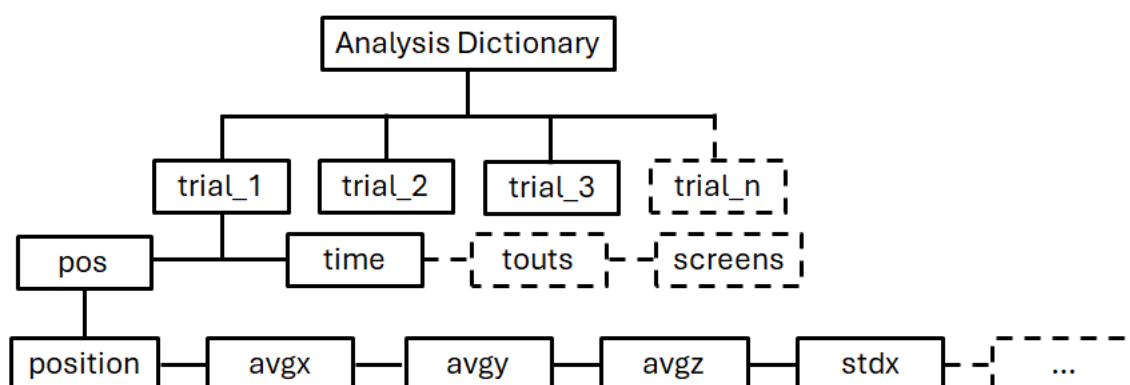 Analysis Dictionary
trial_1 trial_2 trial_3 trial_n
pos time touts screens
position avgx avgy avgz stdx ...